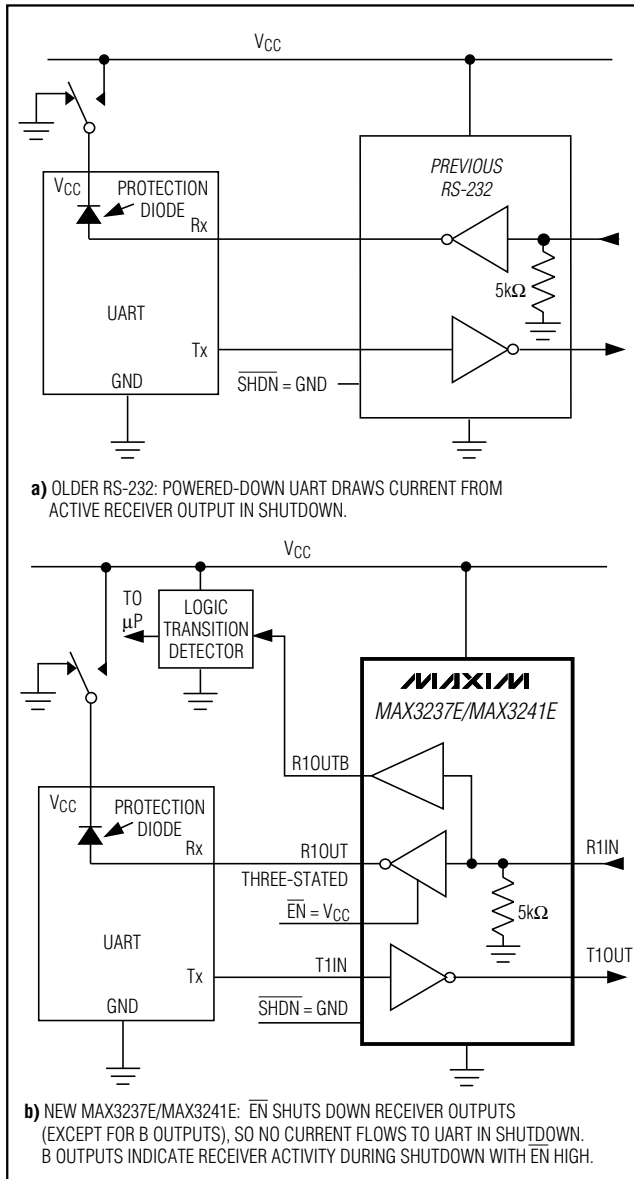 VCC
PREVIOUS
RS-232
VCC
PROTECTION
DIODE
Rx
5kΩ
UART
Tx
GND
SHDN = GND
a) OLDER RS-232: POWERED-DOWN UART DRAWS CURRENT FROM
ACTIVE RECEIVER OUTPUT IN SHUTDOWN.
VCC
TO
μP
LOGIC
TRANSITION
DETECTOR
MAXIM
MAX3237E/MAX3241E
R1OUTB
VCC
PROTECTION
DIODE
Rx
R1OUT
R1IN
THREE-STATED
EN = VCC
5kΩ
UART
Tx
T1IN
T1OUT
GND
SHDN = GND
b) NEW MAX3237E/MAX3241E: EN SHUTS DOWN RECEIVER OUTPUTS
(EXCEPT FOR B OUTPUTS), SO NO CURRENT FLOWS TO UART IN SHUTDOWN.
B OUTPUTS INDICATE RECEIVER ACTIVITY DURING SHUTDOWN WITH EN HIGH.